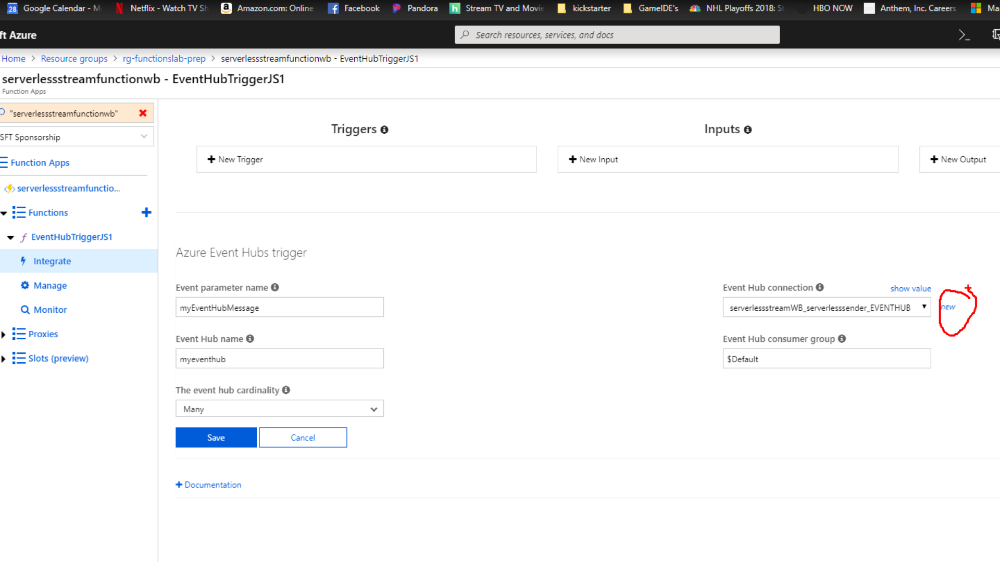 28 Google Calendar - M
Netflix - Watch TV Sh
a Amazon.com: Online
f Facebook
Pandora
h Stream TV and Movie
kickstarter
GameIDE's
NHL Playoffs 2018: St
HBO NOW
Anthem, Inc. Careers
Ma
ft Azure
Search resources, services, and docs
Home > Resource groups > rg-functionslab-prep > serverlessstreamfunctionwb - EventHubTriggerJS1
serverlessstreamfunctionwb - EventHubTriggerJS1
Function Apps
"serverlessstreamfunctionwb"
SFT Sponsorship
Function Apps
serverlessstreamfunctio...
Functions
EventHubTriggerJS1
Integrate
Manage
Monitor
Proxies
Slots (preview)
Triggers
Inputs
New Trigger
New Input
New Output
Azure Event Hubs trigger
Event parameter name
myEventHubMessage
Event Hub connection
show value
serverlessstreamWB_serverlesssender_EVENTHUB
new
Event Hub name
myeventhub
Event Hub consumer group
$Default
The event hub cardinality
Many
Save
Cancel
+ Documentation